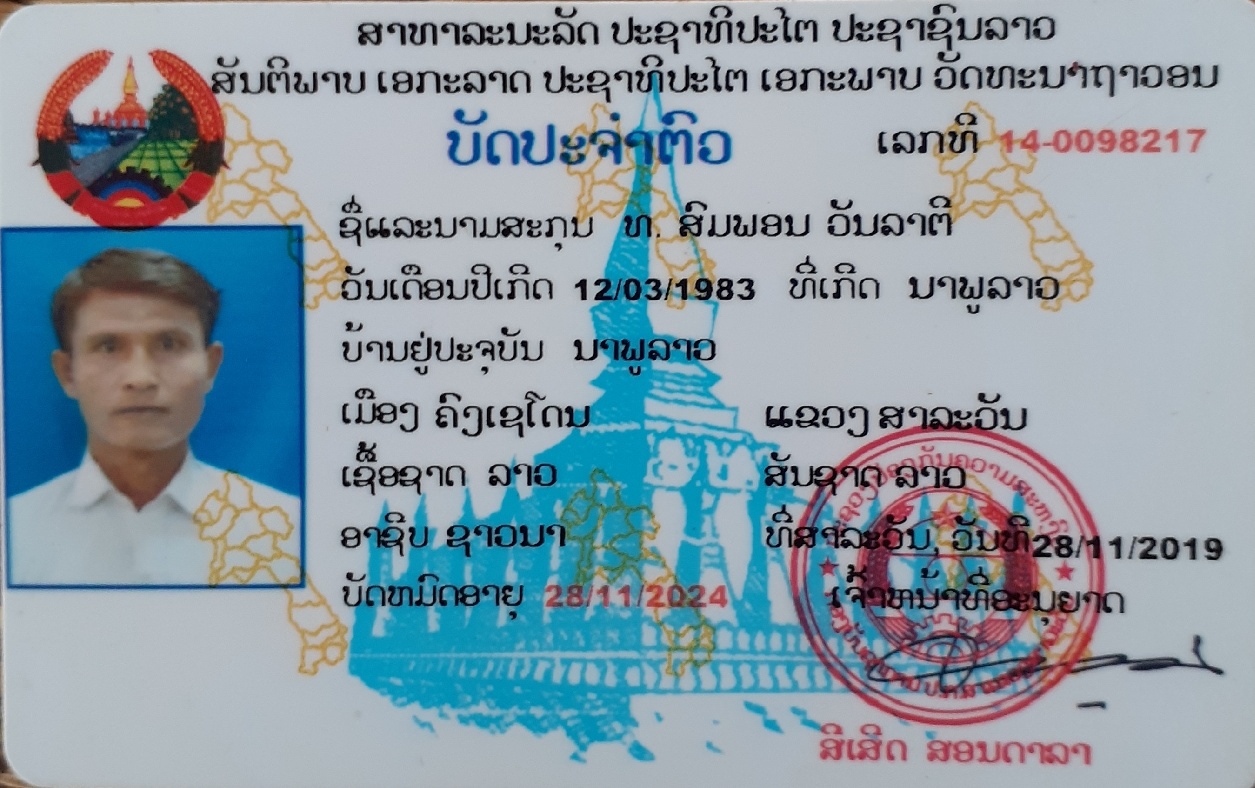 ສາທາລະນະລັດ ປະຊາທິປະໄຕ ປະຊາຊົນລາວ
ສັນຕິພາບ ເອກະລາດ ປະຊາທິປະໄຕ ເອກະພາບ ວັດທະນາຖາວອນ
ບັດປະຈຳຕົວ ເລກທີ 14-0098217
ຊື່ແລະນາມສະກຸນ ທ. ສົມພອນ ວັນລາຕີ
ວັນເດືອນປີເກີດ 12/03/1983 ທີ່ເກີດ ນາພູລາວ
ບ້ານຢູ່ປະຈຸບັນ ນາພູລາວ
ເມືອງ ຄົງເຊໂດນ ແຂວງ ສາລະວັນ
ເຊື້ອຊາດ ລາວ ສັນຊາດ ລາວ
ອາຊີບ ຊາວນາ ທີ່ສາລະວັນ, ວັນທີ 28/11/2019
ບັດຫມົດອາຍຸ 28/11/2024 ເຈົ້າຫນ້າທີ່ອະນຸຍາດ
ສີເສີດ ສອນດາລາ